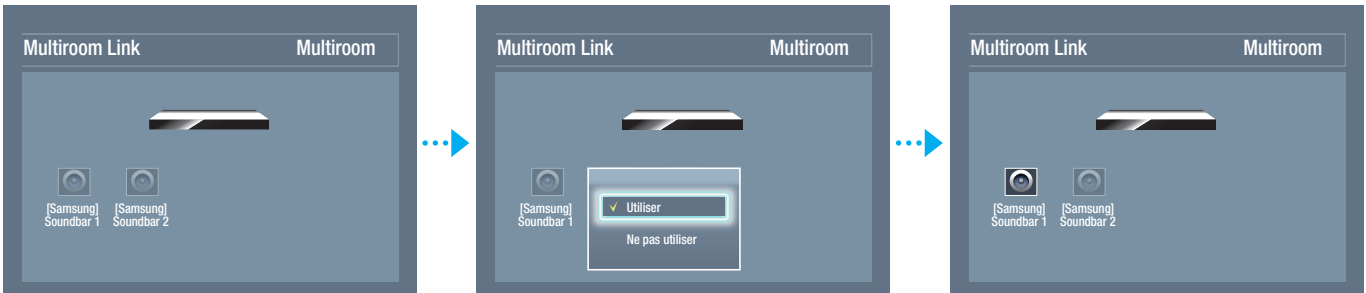 Multiroom Link Multiroom
[Samsung] [Samsung]
Soundbar 1 Soundbar 2
Multiroom Link Multiroom
[Samsung]
Soundbar 1
Utiliser
Ne pas utiliser
Multiroom Link Multiroom
[Samsung] [Samsung]
Soundbar 1 Soundbar 2